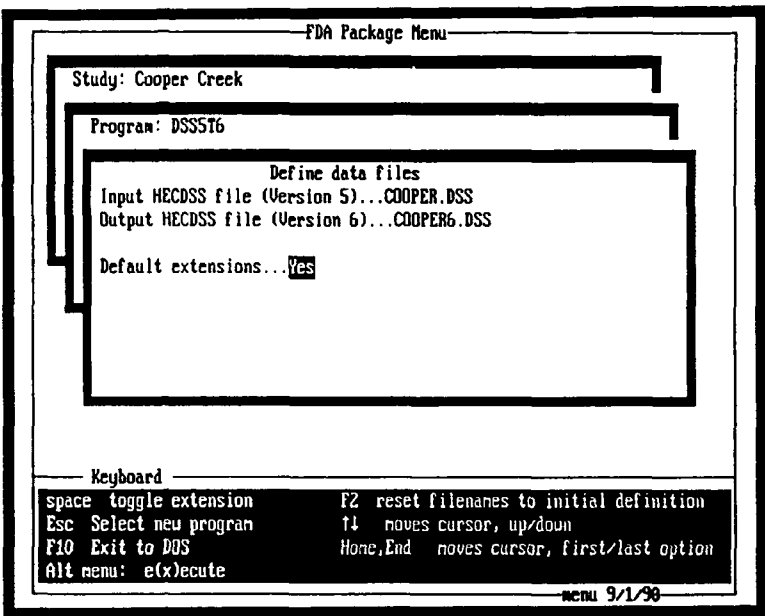 FDA Package Menu
Study: Cooper Creek
Program: DSS5T6
Define data files
Input HECDSS file (Version 5)...COOPER.DSS
Output HECDSS file (Version 6)...COOPER6.DSS
Default extensions...Yes
Keyboard
space toggle extension F2 reset filenames to initial definition
Esc Select new program ↑↓ moves cursor, up/down
F10 Exit to DOS Home,End moves cursor, first/last option
Alt menu: e(x)ecute
menu 9/1/90